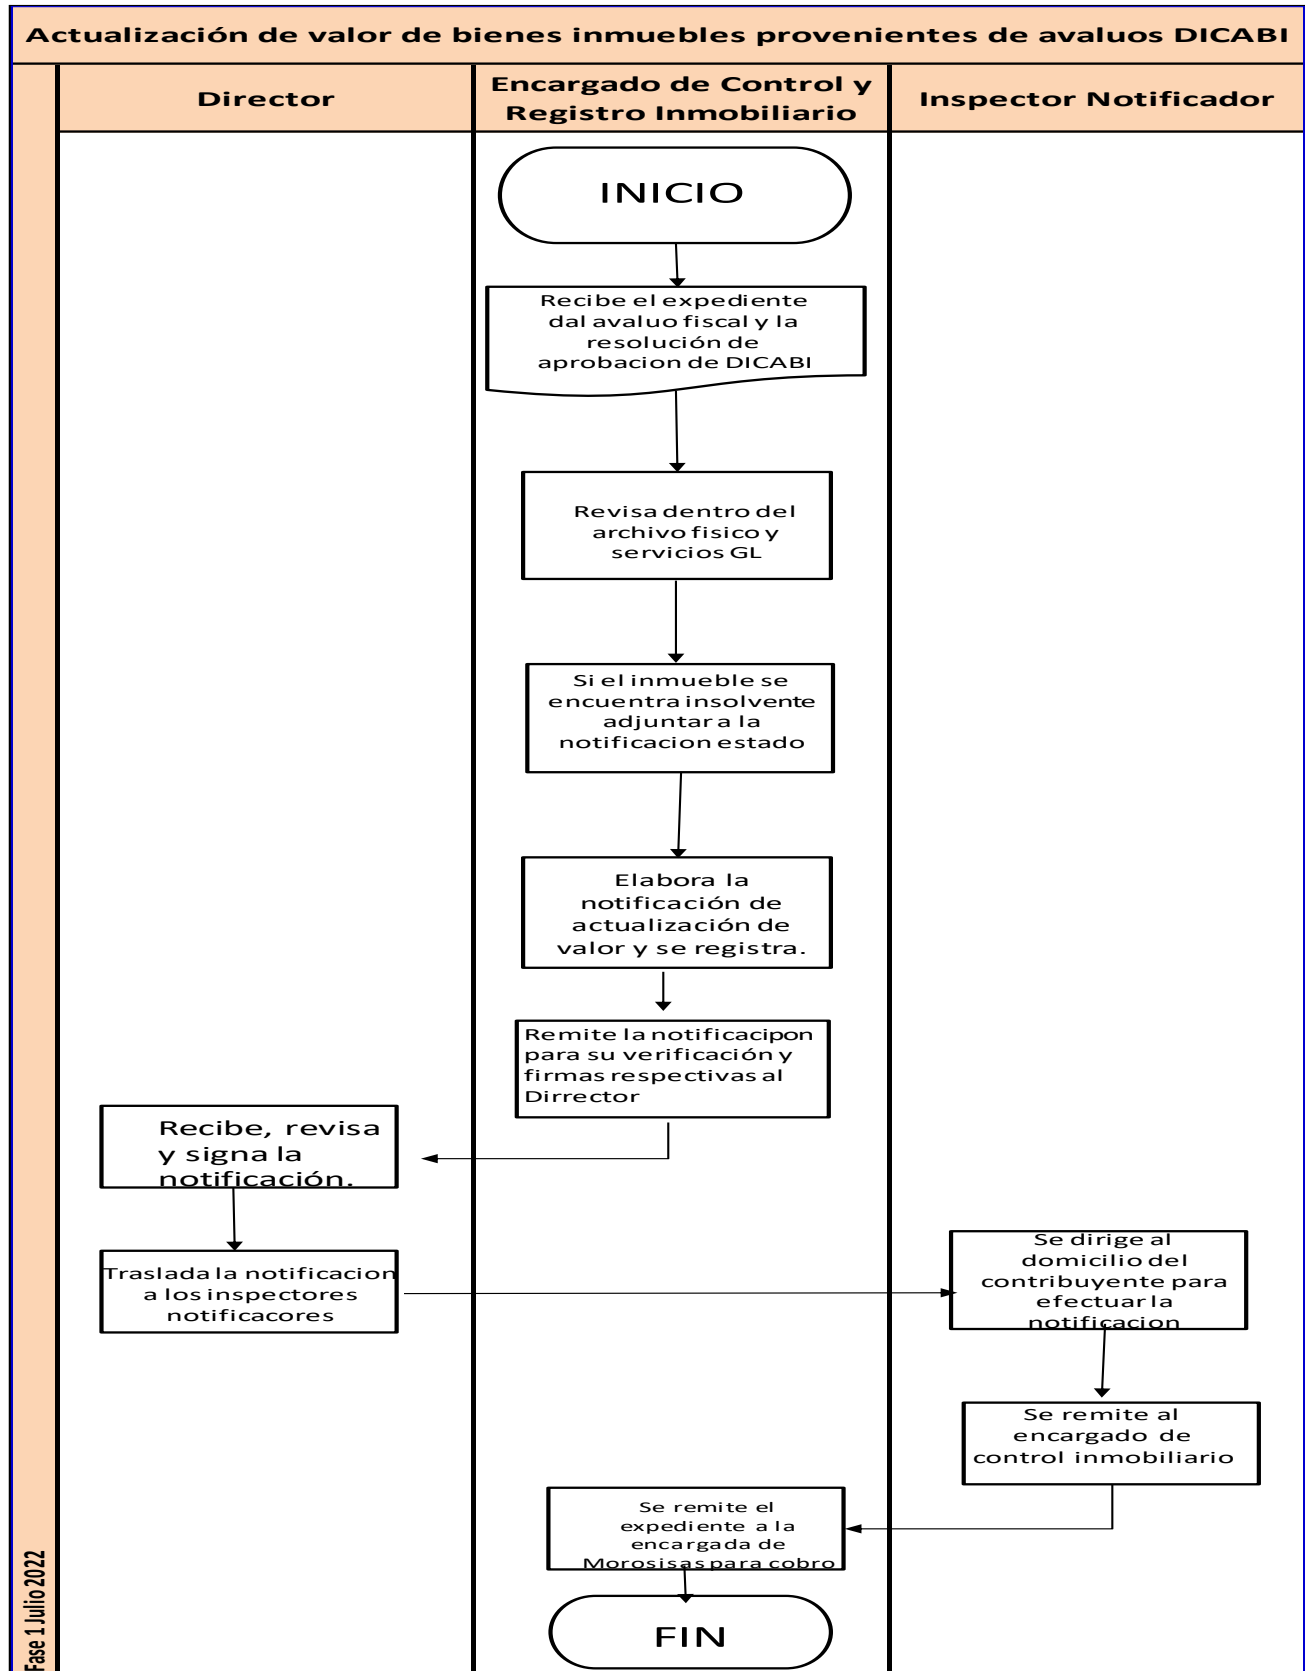 Actualización de valor de bienes inmuebles provenientes de avaluos DICABI
Director
Encargado de Control y
Registro Inmobiliario
Inspector Notificador
INICIO
Recibe el expediente
dal avaluo fiscal y la
resolución de
aprobacion de DICABI
Revisa dentro del
archivo fisico y
servicios GL
Si el inmueble se
encuentra insolvente
adjuntar a la
notificacion estado
Elabora la
notificación de
actualización de
valor y se registra.
Remite la notificacipon
para su verificación y
firmas respectivas al
Dirrector
Recibe, revisa
y signa la
notificación.
Traslada la notificacion
a los inspectores
notificacores
Se dirige al
domicilio del
contribuyente para
efectuar la
notificacion
Se remite al
encargado de
control inmobiliario
Se remite el
expediente a la
encargada de
Morosisas para cobro
FIN
Fase 1 Julio 2022